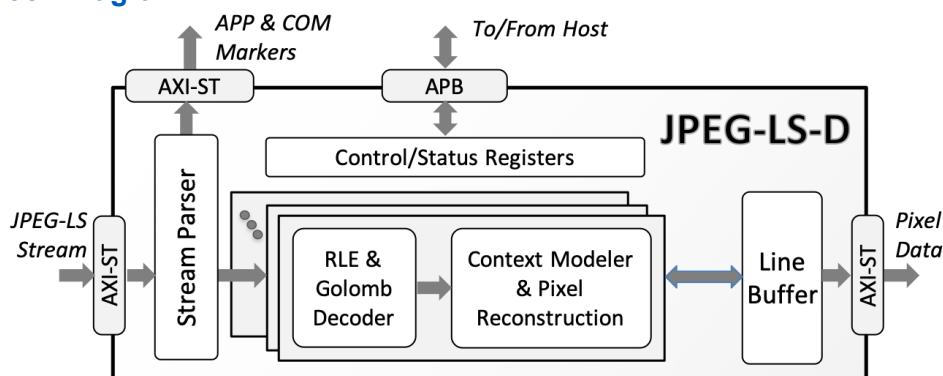 APP & COM
Markers
To/From Host
AXI-ST
APB
JPEG-LS-D
Control/Status Registers
JPEG-LS
Stream
AXI-ST
Stream Parser
RLE &
Golomb
Decoder
Context Modeler
& Pixel
Reconstruction
Line
Buffer
AXI-ST
Pixel
Data